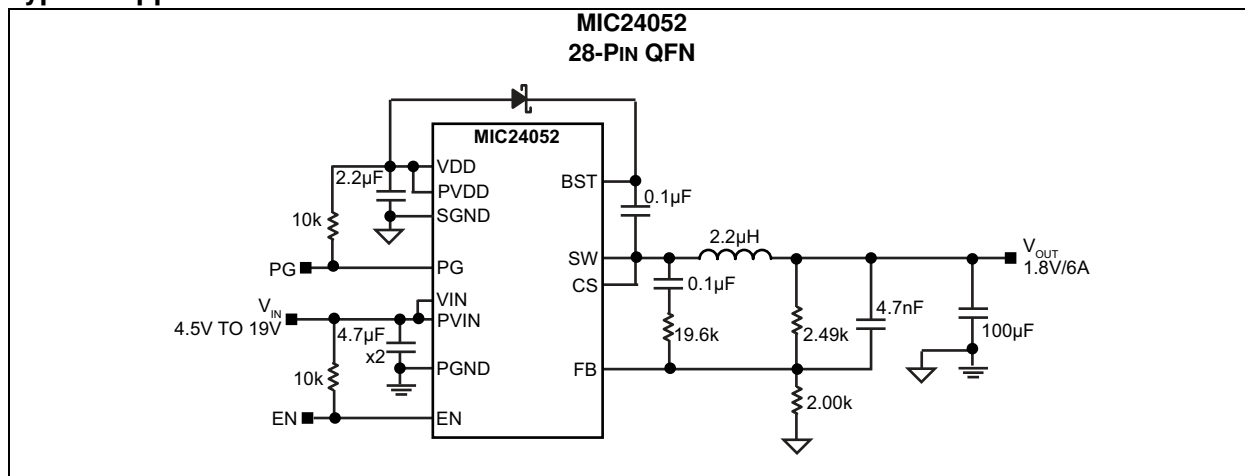 MIC24052
28-PIN QFN
MIC24052
VDD
2.2µF
PVDD
BST
0.1µF
SGND
10k
2.2µH
SW
V OUT
1.8V/6A
PG
PG
CS
0.1µF
VIN
4.7nF
V IN
4.5V TO 19V
PVIN
4.7µF
x2
19.6k
2.49k
100µF
PGND
FB
10k
2.00k
EN
EN